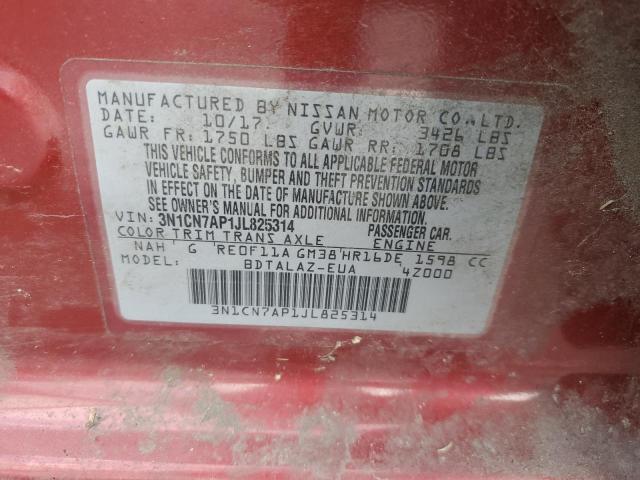 MANUFACTURED BY NISSAN MOTOR CO., LTD.
DATE: 10/17. GVWR: 3426 LBS
GAWR FR: 1750 LBS GAWR RR: 1708 LBS
THIS VEHICLE CONFORMS TO ALL APPLICABLE FEDERAL MOTOR
VEHICLE SAFETY, BUMPER AND THEFT PREVENTION STANDARDS
IN EFFECT ON THE DATE OF MANUFACTURE SHOWN ABOVE.
SEE OWNER'S MANUAL FOR ADDITIONAL INFORMATION.
VIN: 3N1CN7AP1JL825314 PASSENGER CAR.
COLOR TRIM TRANS AXLE ENGINE
NAH G RE0F11A GM38 HR16DE 1598 CC
MODEL: BDTALAZ-EUA 4Z000
3N1CN7AP1JL825314